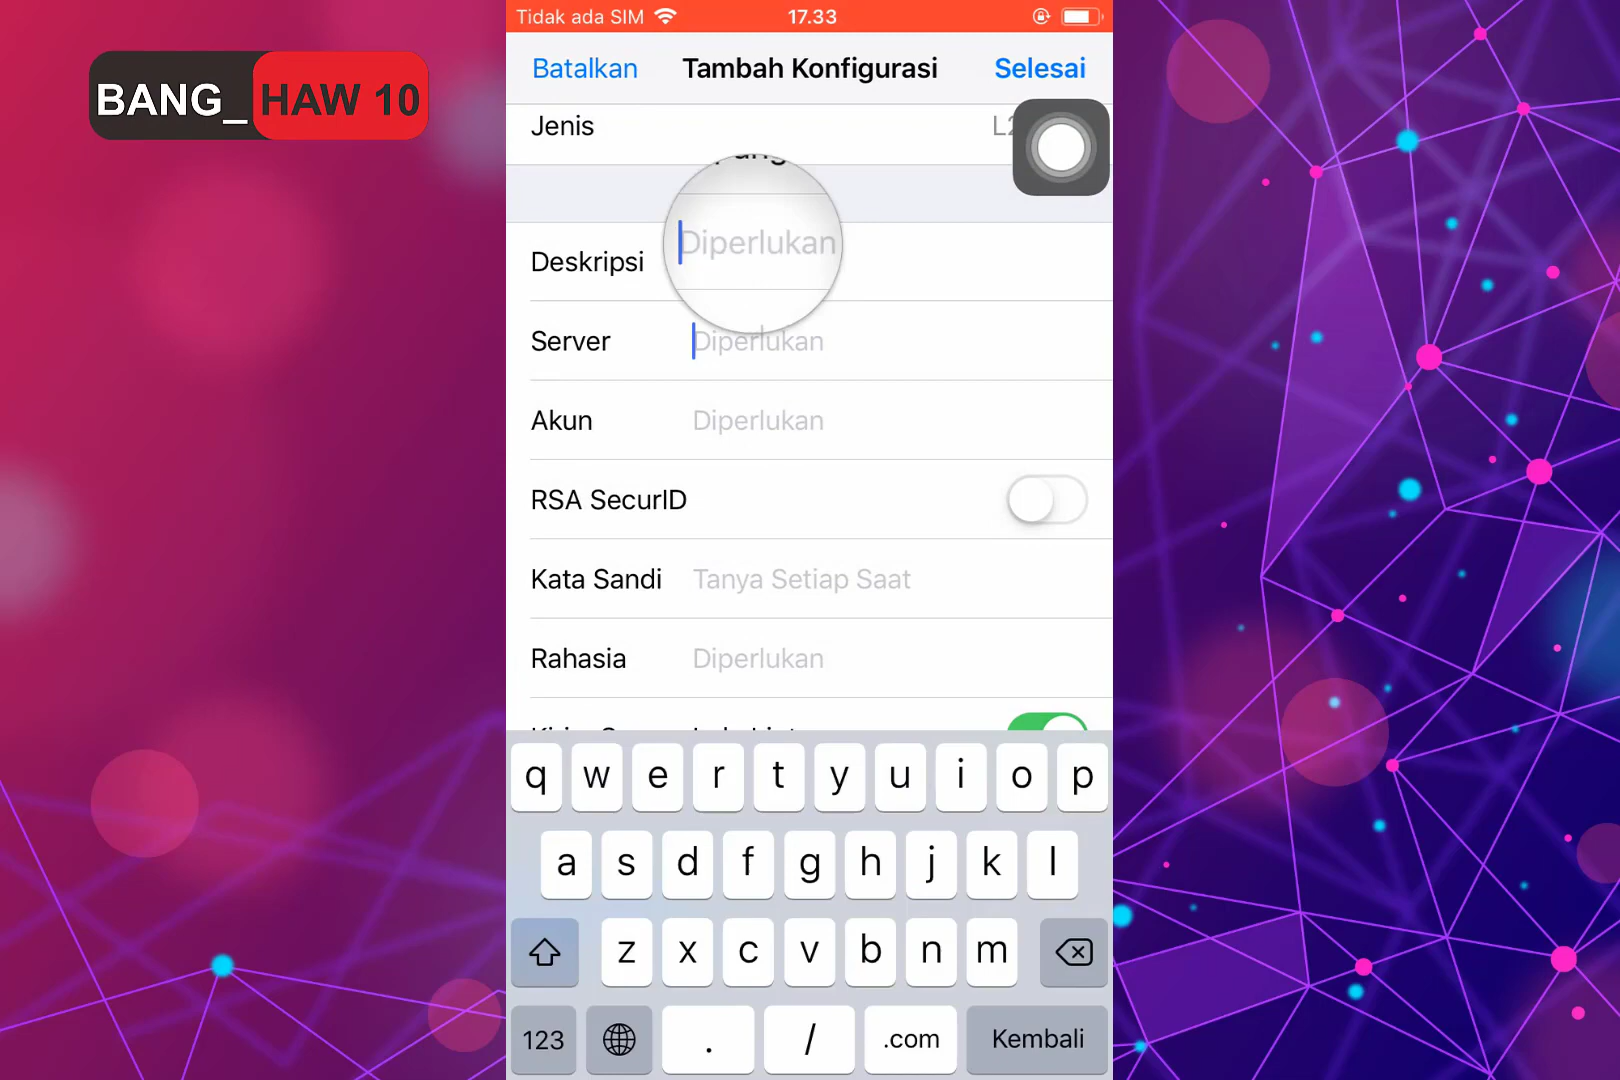 Tidak ada SIM 17.33
BANG_HAW 10
Batalkan Tambah Konfigurasi Selesai
Jenis
Deskripsi Diperlukan
Server Diperlukan
Akun Diperlukan
RSA SecurID
Kata Sandi Tanya Setiap Saat
Rahasia Diperlukan
q w e r t y u i o p
a s d f g h j k l
z x c v b n m
123 . / .com Kembali